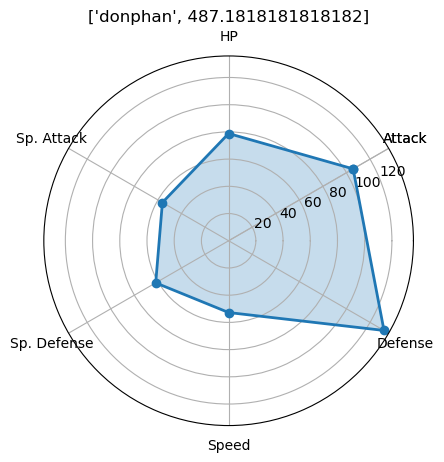 ['donphan', 487.1818181818182]
HP
Sp. Attack
Attack
120
100
80
60
40
20
Sp. Defense
Defense
Speed